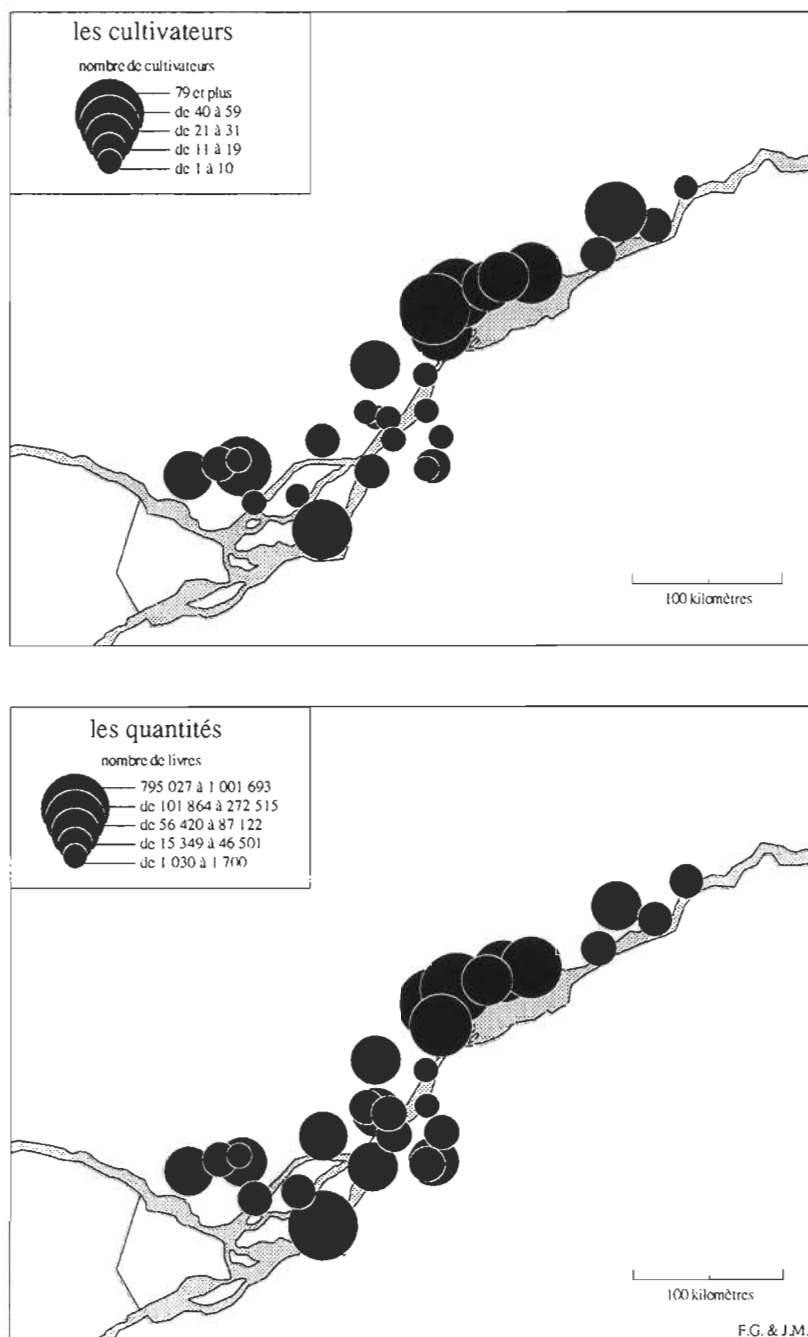 les cultivateurs
nombre de cultivateurs
79 et plus
de 40 à 59
de 21 à 31
de 11 à 19
de 1 à 10
100 kilomètres
les quantités
nombre de livres
795 027 à 1 001 693
de 101 864 à 272 515
de 56 420 à 87 122
de 15 349 à 46 501
de 1 030 à 1 700
100 kilomètres
F.G. & J.M.